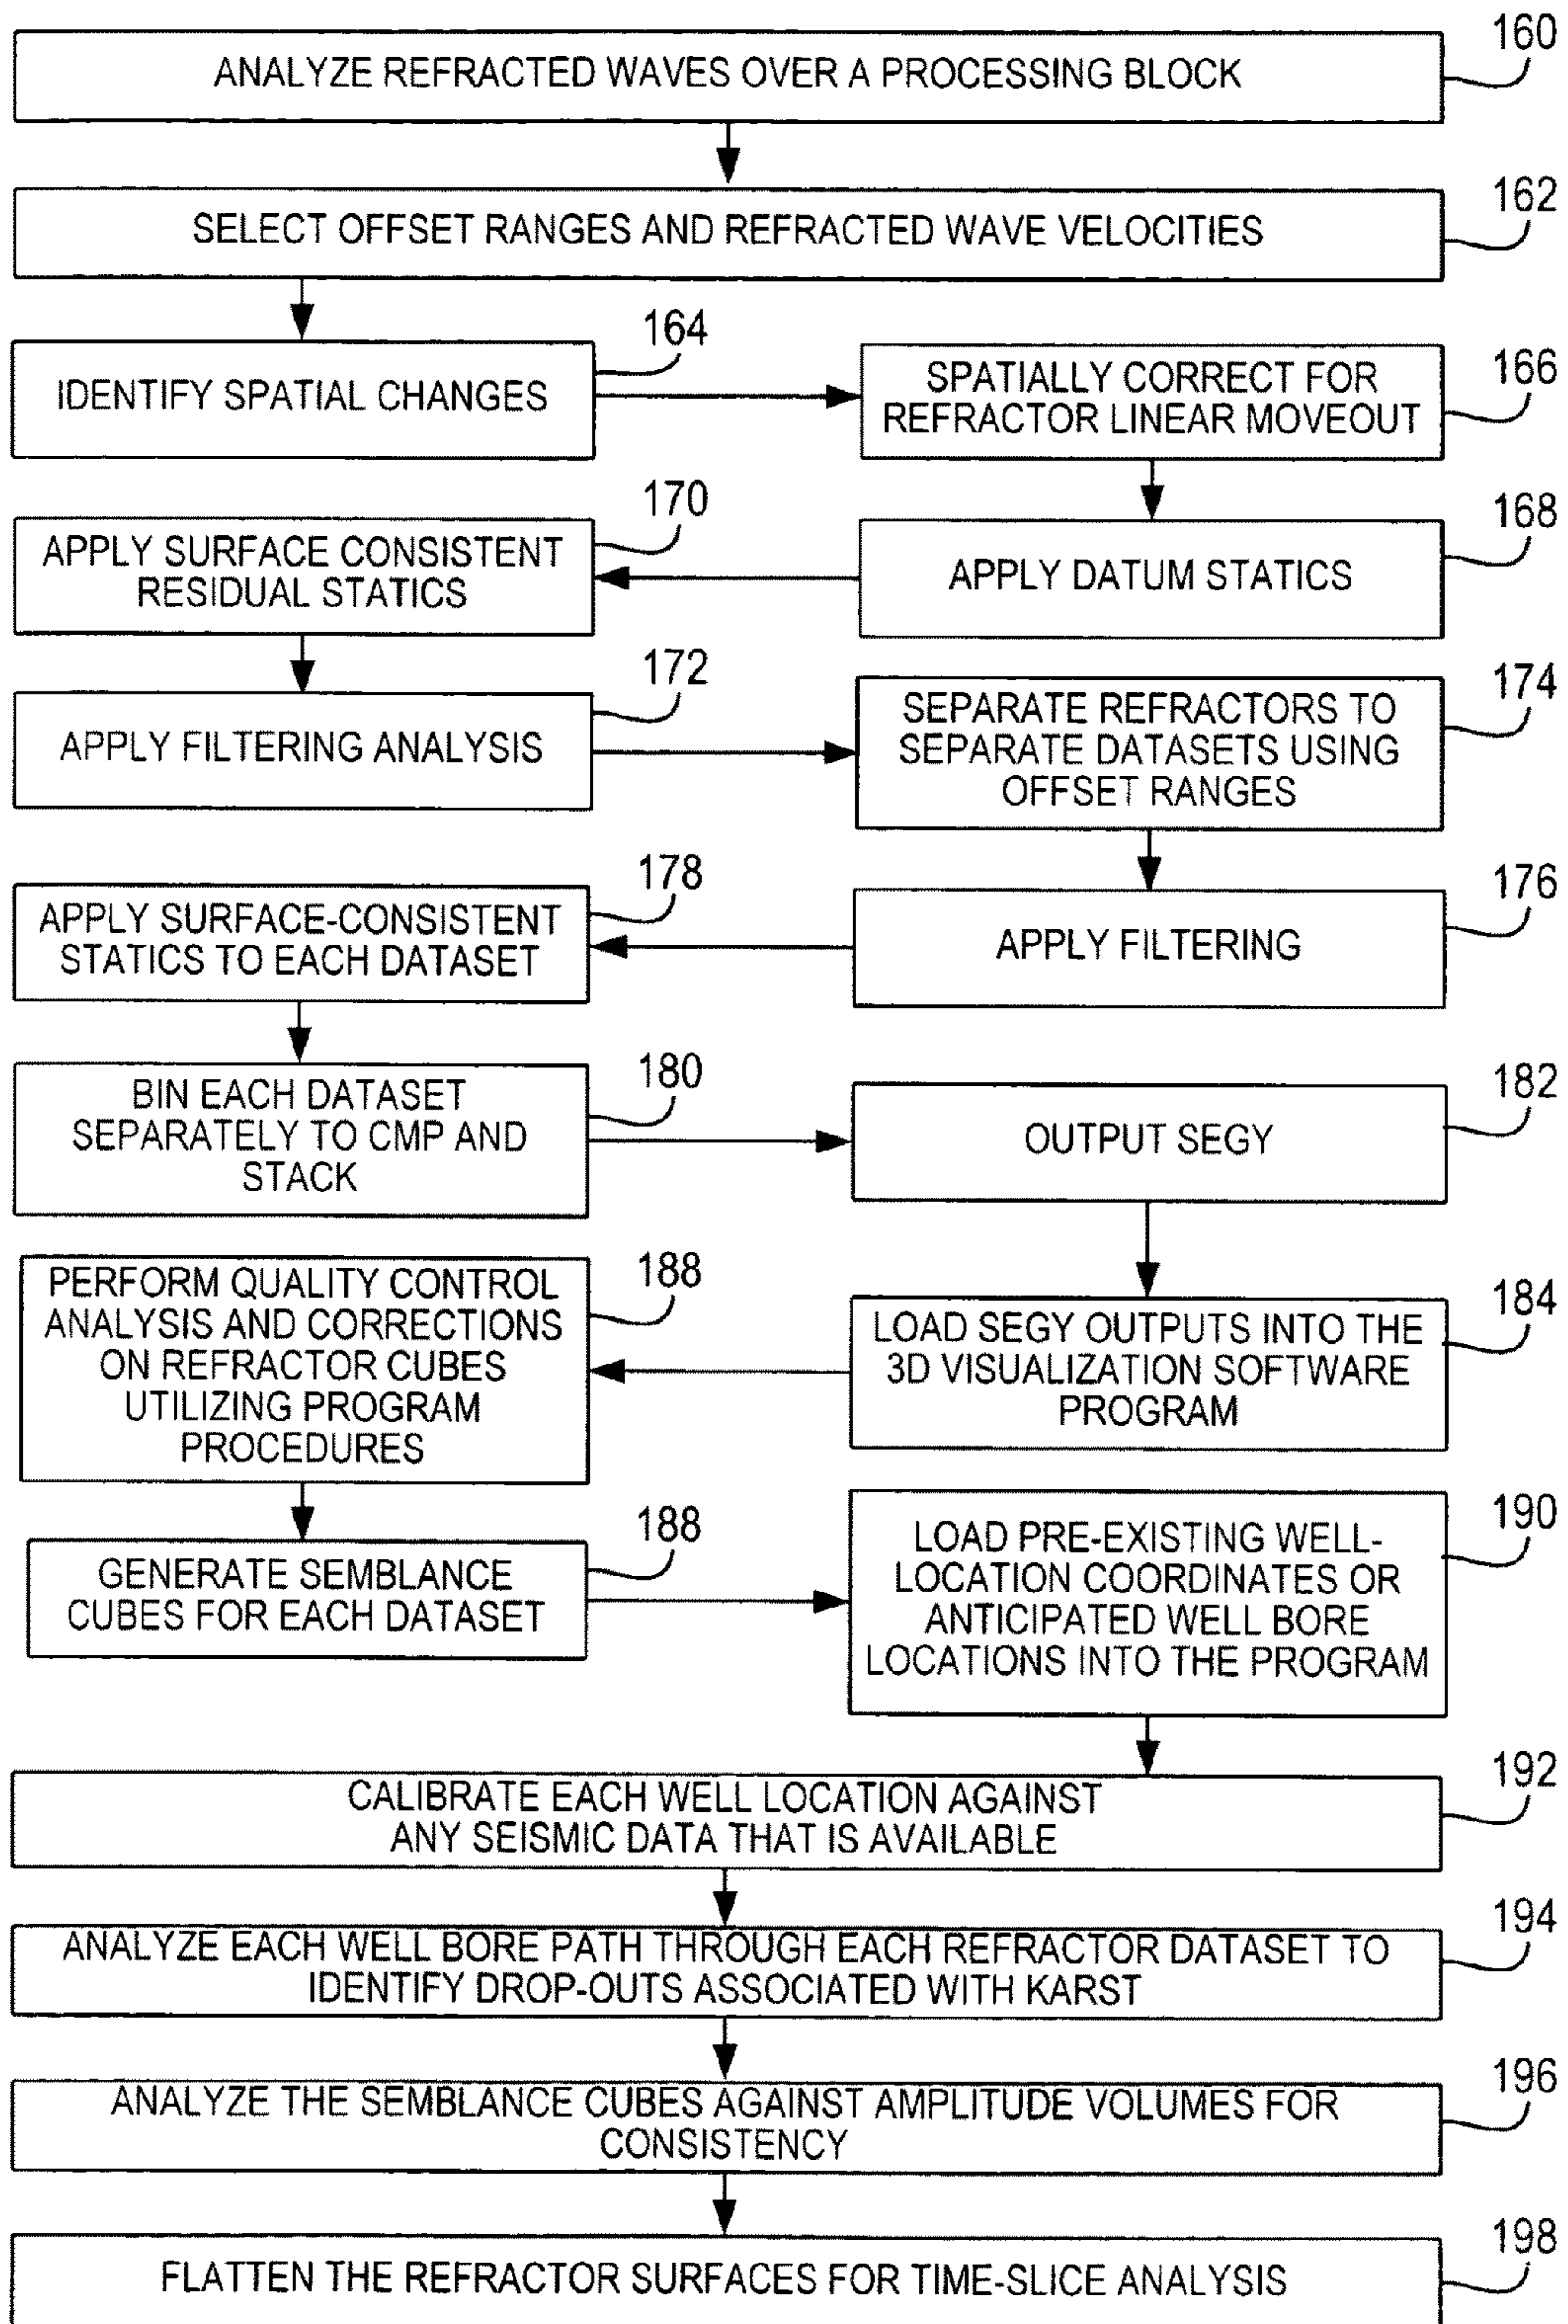 160
ANALYZE REFRACTED WAVES OVER A PROCESSING BLOCK
162
SELECT OFFSET RANGES AND REFRACTED WAVE VELOCITIES
164
IDENTIFY SPATIAL CHANGES
166
SPATIALLY CORRECT FOR
REFRACTOR LINEAR MOVEOUT
168
APPLY DATUM STATICS
170
APPLY SURFACE CONSISTENT
RESIDUAL STATICS
172
APPLY FILTERING ANALYSIS
174
SEPARATE REFRACTORS TO
SEPARATE DATASETS USING
OFFSET RANGES
176
APPLY FILTERING
178
APPLY SURFACE-CONSISTENT
STATICS TO EACH DATASET
180
BIN EACH DATASET
SEPARATELY TO CMP AND
STACK
182
OUTPUT SEGY
184
LOAD SEGY OUTPUTS INTO THE
3D VISUALIZATION SOFTWARE
PROGRAM
188
PERFORM QUALITY CONTROL
ANALYSIS AND CORRECTIONS
ON REFRACTOR CUBES
UTILIZING PROGRAM
PROCEDURES
188
GENERATE SEMBLANCE
CUBES FOR EACH DATASET
190
LOAD PRE-EXISTING WELL-
LOCATION COORDINATES OR
ANTICIPATED WELL BORE
LOCATIONS INTO THE PROGRAM
192
CALIBRATE EACH WELL LOCATION AGAINST
ANY SEISMIC DATA THAT IS AVAILABLE
194
ANALYZE EACH WELL BORE PATH THROUGH EACH REFRACTOR DATASET TO
IDENTIFY DROP-OUTS ASSOCIATED WITH KARST
196
ANALYZE THE SEMBLANCE CUBES AGAINST AMPLITUDE VOLUMES FOR
CONSISTENCY
198
FLATTEN THE REFRACTOR SURFACES FOR TIME-SLICE ANALYSIS